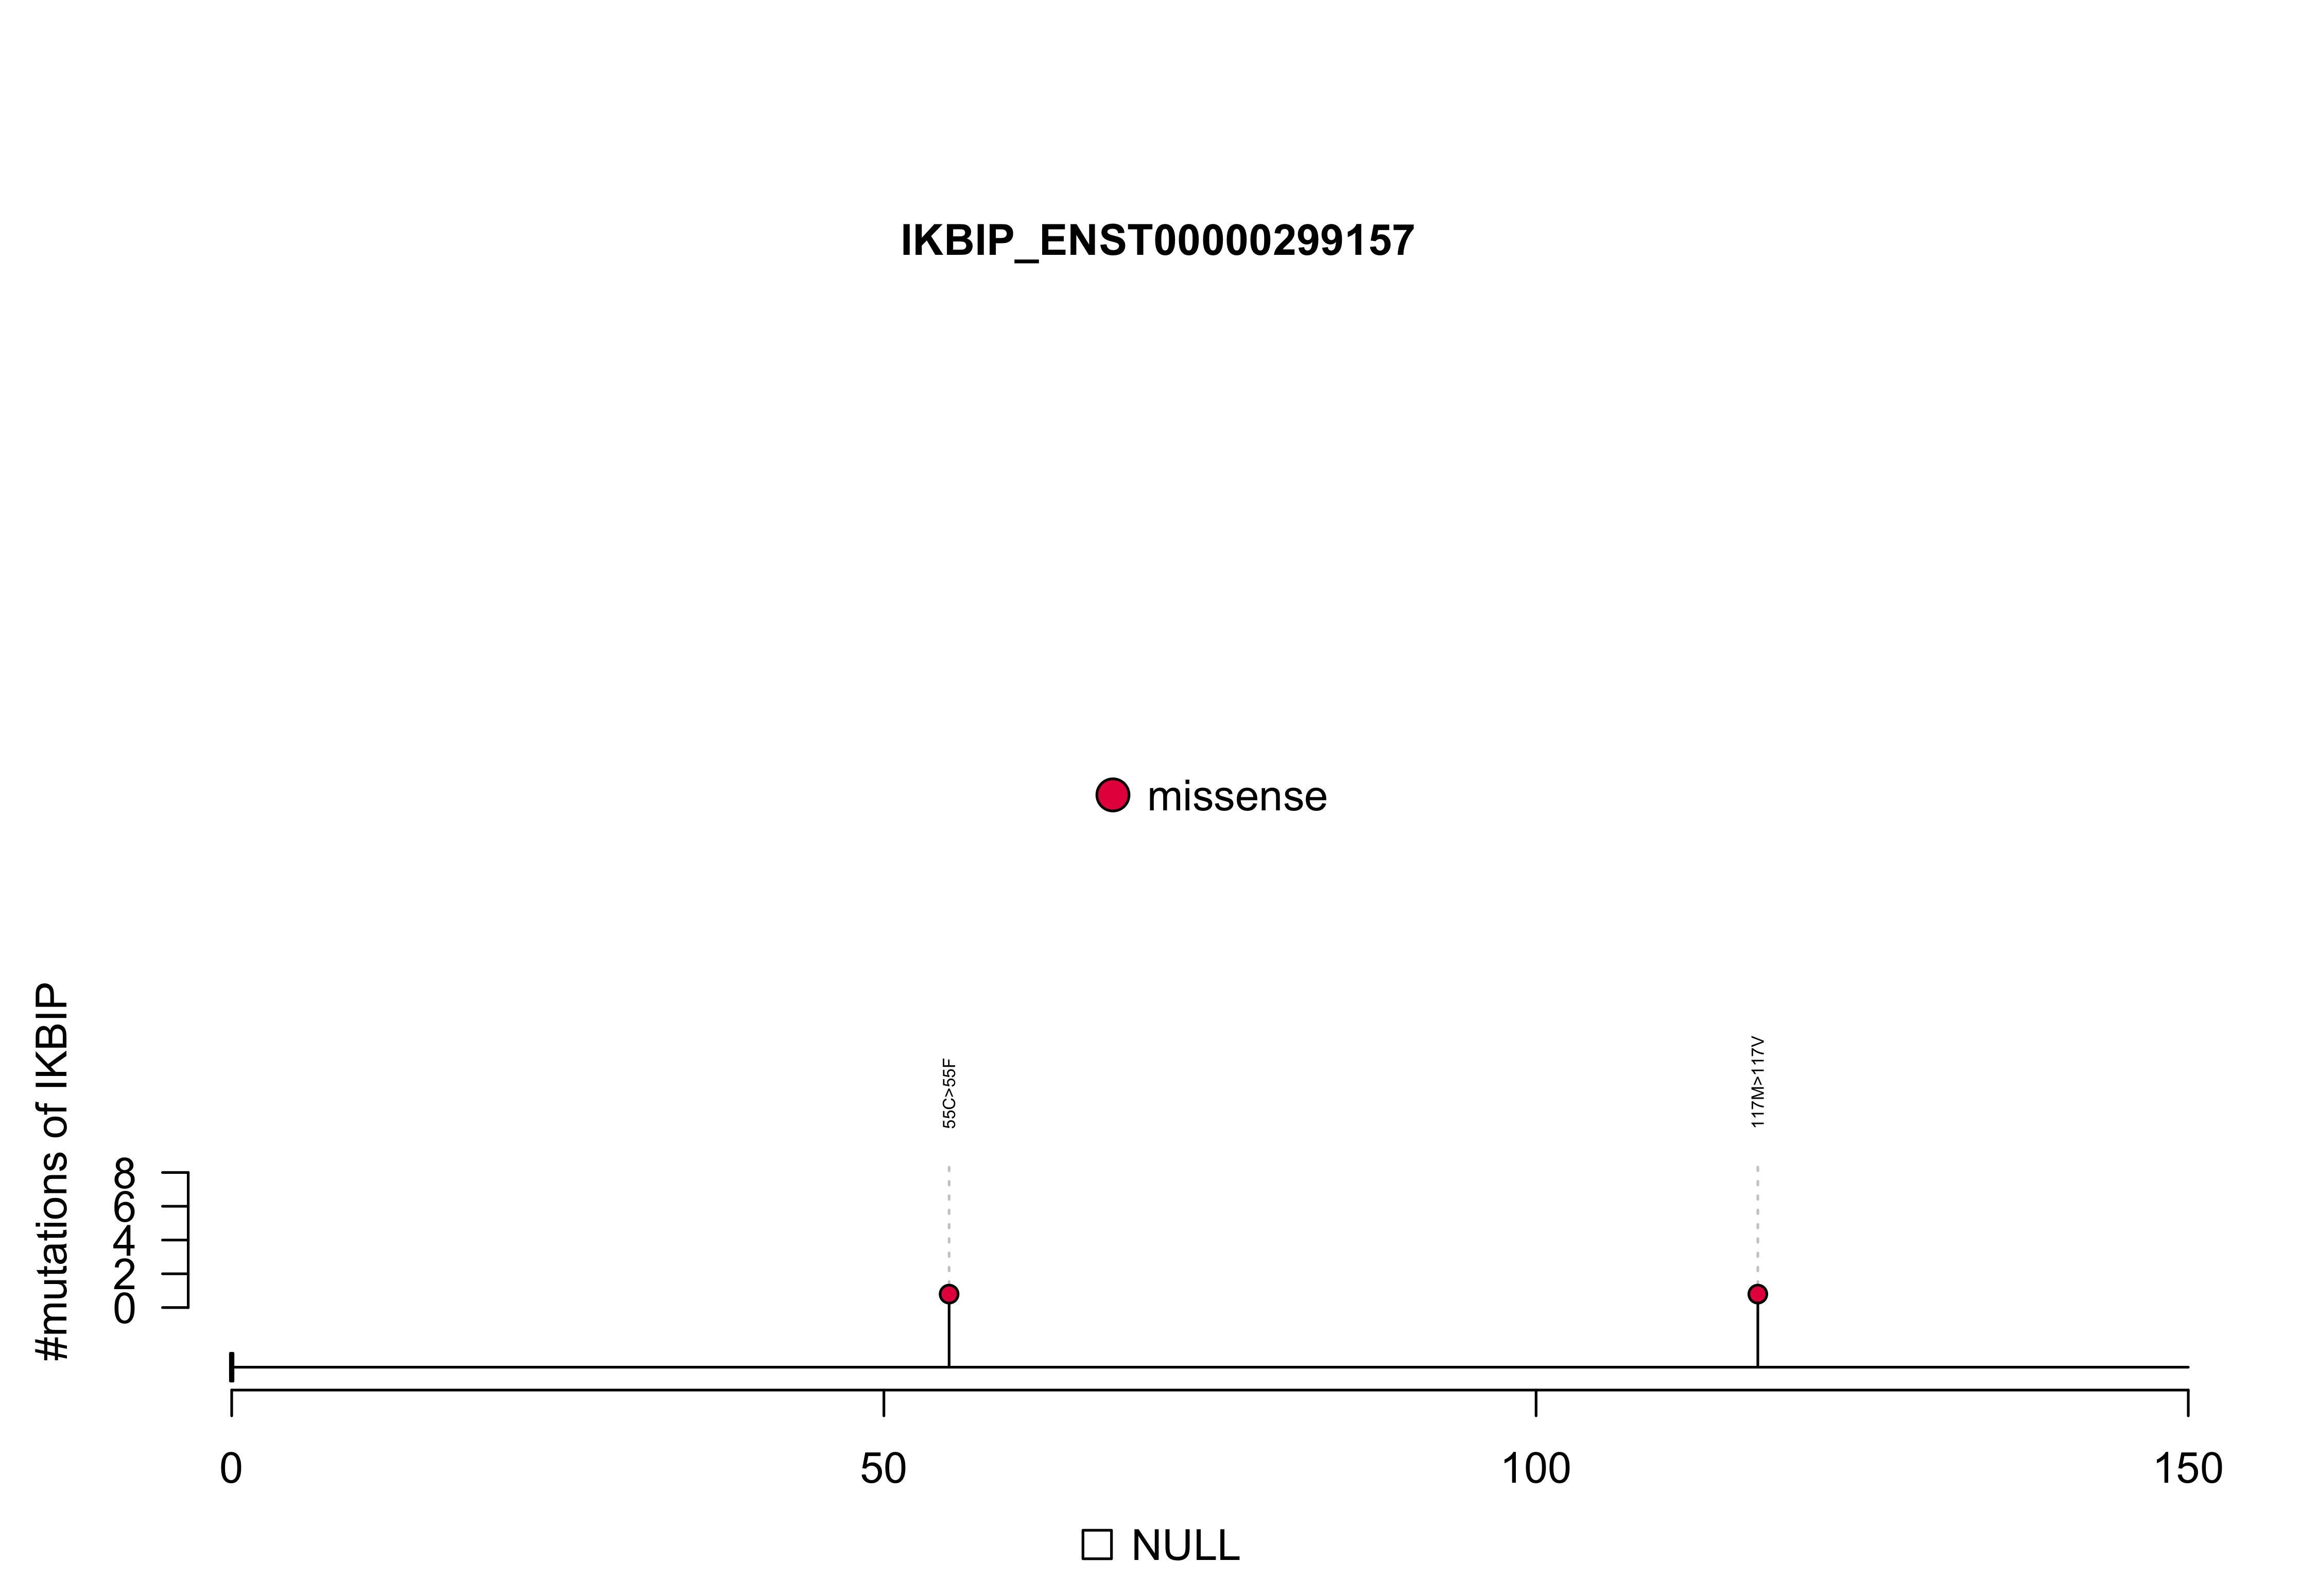 IKBIP_ENST00000299157
missense
#mutations of IKBIP
55C>55F
117M>117V
8
6
4
2
0
0 50 100 150
NULL